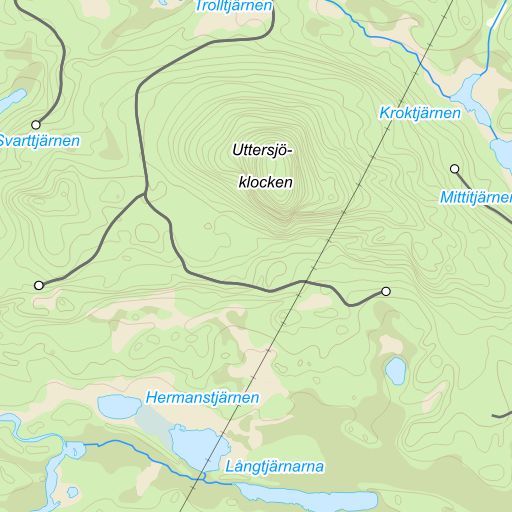 Trolltjärnen
Kroktjärnen
Svarttjärnen
Uttersjö-
klocken
Mittitjärnen
Hermanstjärnen
Långtjärnarna